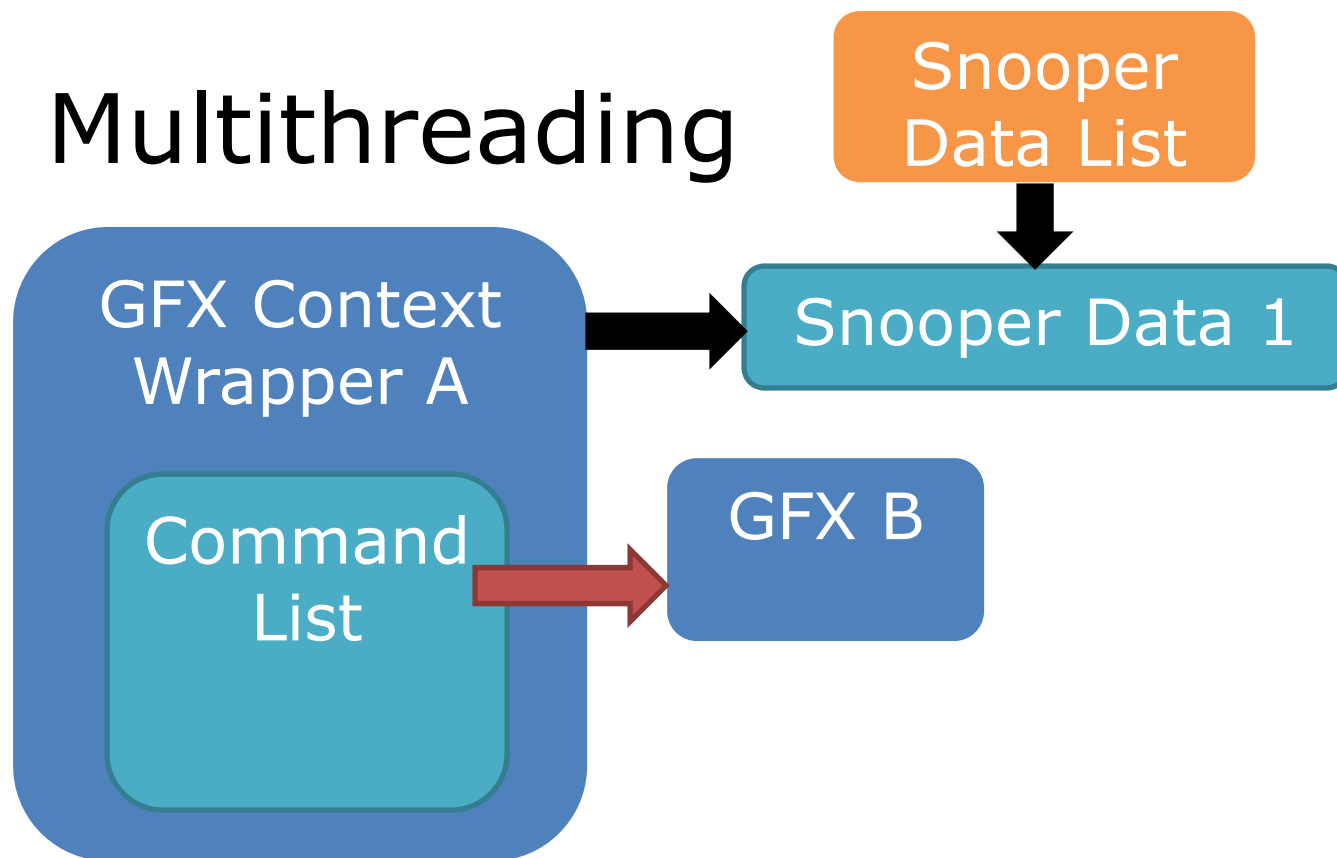 Multithreading
Snooper
Data List
GFX Context
Wrapper A
Snooper Data 1
Command
List
GFX B